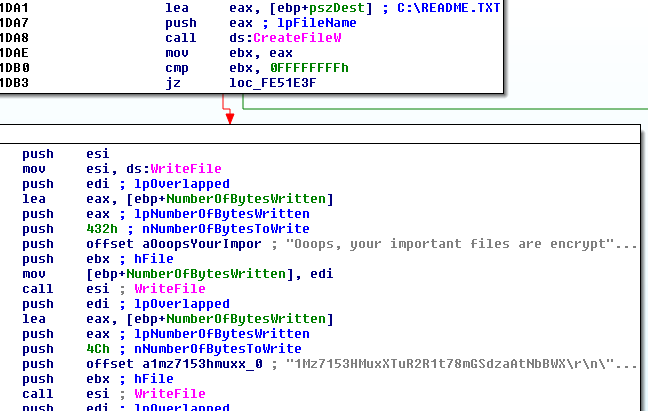 1DA1 lea eax, [ebp+pszDest] ; C:\README.TXT
1DA7 push eax ; lpFileName
1DA8 call ds:CreateFileW
1DAE mov ebx, eax
1DB0 cmp ebx, 0FFFFFFFFh
1DB3 jz loc_FE51E3F
push esi
mov esi, ds:WriteFile
push edi ; lpOverlapped
lea eax, [ebp+NumberOfBytesWritten]
push eax ; lpNumberOfBytesWritten
push 432h ; nNumberOfBytesToWrite
push offset aOoopsYourImpor ; "Ooops, your important files are encrypt"...
push ebx ; hFile
mov [ebp+NumberOfBytesWritten], edi
call esi ; WriteFile
push edi ; lpOverlapped
lea eax, [ebp+NumberOfBytesWritten]
push eax ; lpNumberOfBytesWritten
push 4Ch ; nNumberOfBytesToWrite
push offset a1mz7153hmuxx_0 ; "1Mz7153HMuxXTuR2R1t78mGSdzaAtNbBWX\r\n\"...
push ebx ; hFile
call esi ; WriteFile
push edi ; lpOverlapped